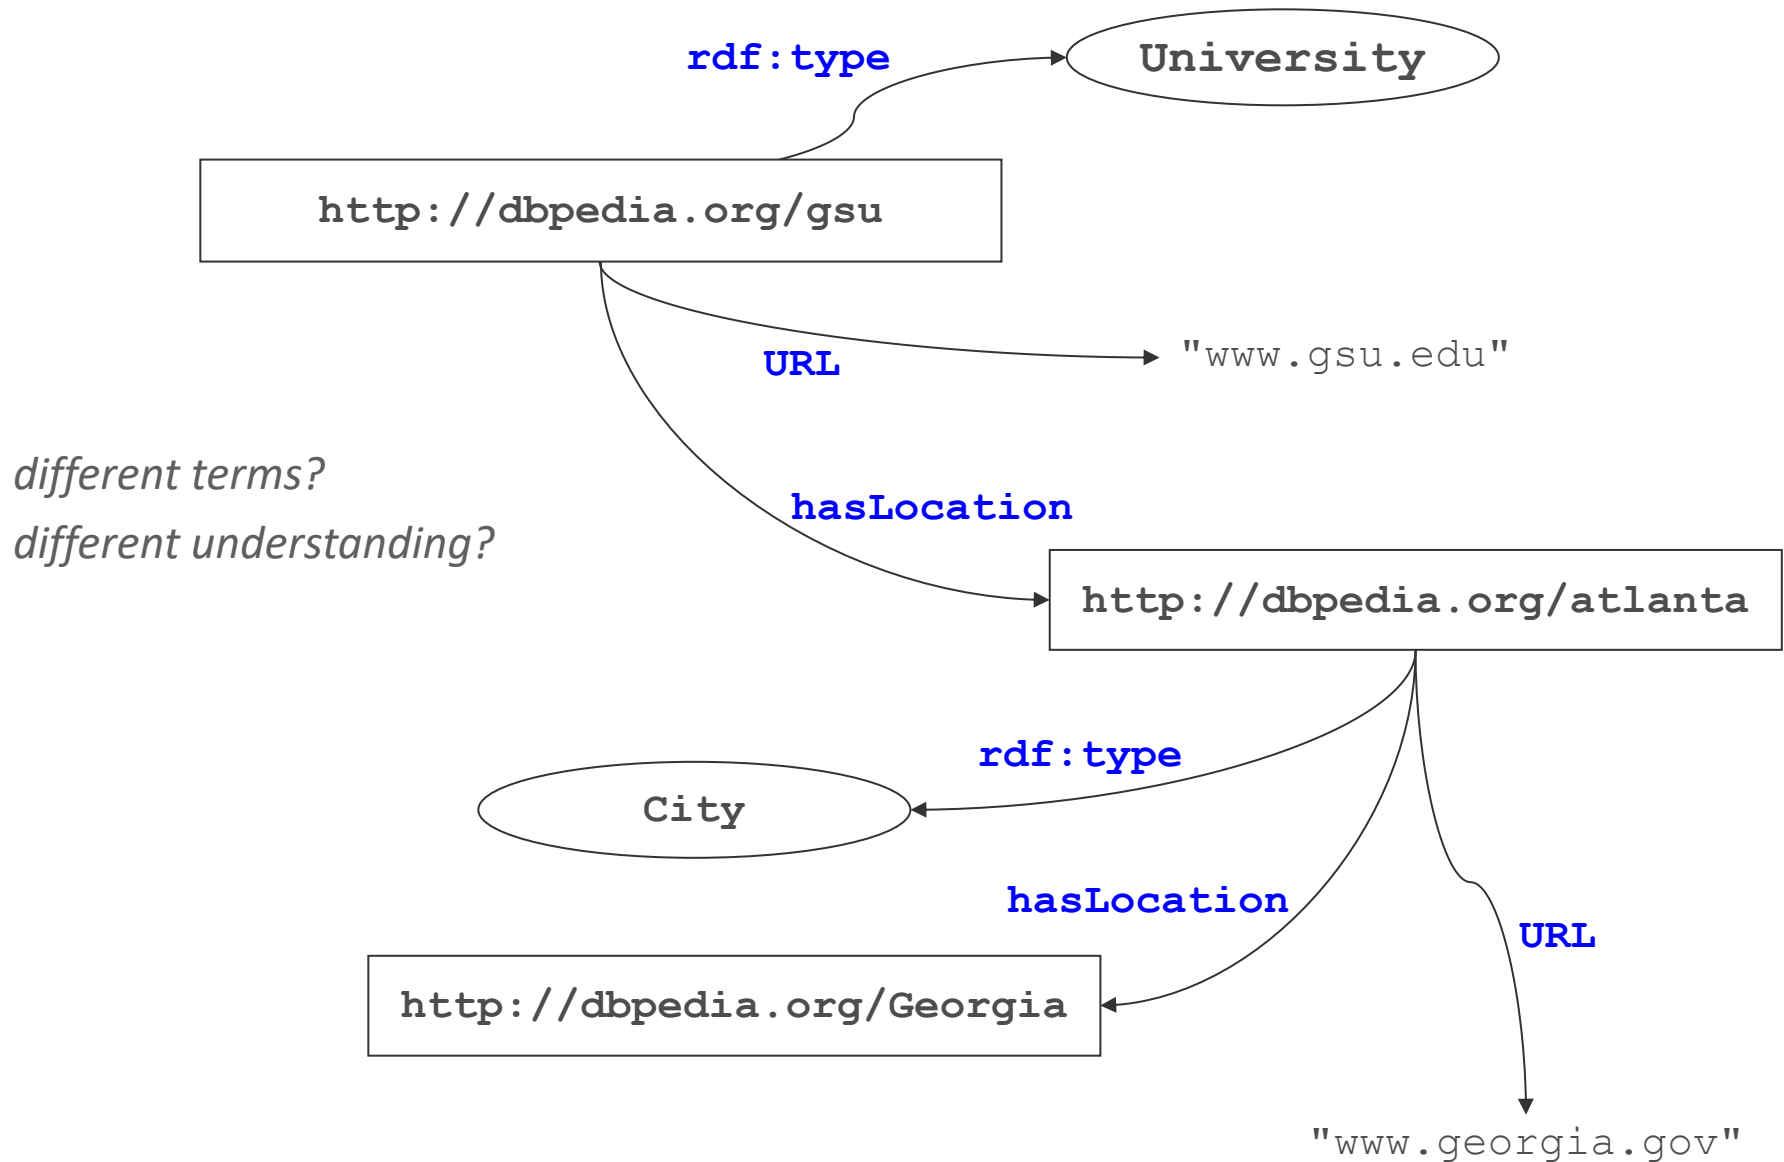 rdf:type
University
http://dbpedia.org/gsu
URL
"www.gsu.edu"
different terms?
hasLocation
different understanding?
http://dbpedia.org/atlanta
rdf:type
City
hasLocation
URL
http://dbpedia.org/Georgia
"www.georgia.gov"